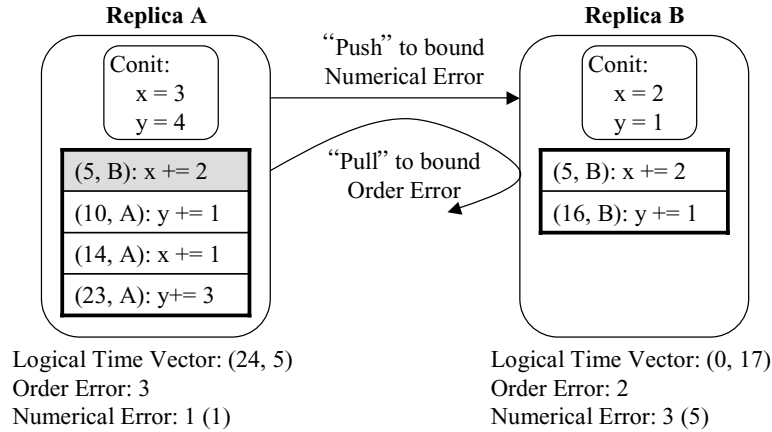 Replica A
Conit:
x = 3
y = 4
(5, B): x += 2
(10, A): y += 1
(14, A): x += 1
(23, A): y+= 3
Logical Time Vector: (24, 5)
Order Error: 3
Numerical Error: 1 (1)
“Push” to bound
Numerical Error
“Pull” to bound
Order Error
Replica B
Conit:
x = 2
y = 1
(5, B): x += 2
(16, B): y += 1
Logical Time Vector: (0, 17)
Order Error: 2
Numerical Error: 3 (5)